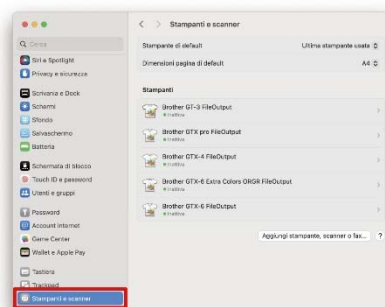 Stampanti e scanner
Cerca
Siri e Spotlight
Privacy e sicurezza
Scrivania e Dock
Schermi
Sfondo
Salvaschermo
Batteria
Schermata di blocco
Touch ID e password
Utenti e gruppi
Password
Account Internet
Game Center
Wallet e Apple Pay
Tastiera
Trackpad
Stampanti e scanner
Stampante di default Ultima stampante usata
Dimensioni pagina di default A4
Stampanti
Brother GT-3 FileOutput
Inattiva
Brother GTX pro FileOutput
Inattiva
Brother GTX-4 FileOutput
Inattiva
Brother GTX-6 Extra Colors ORGR FileOutput
Inattiva
Brother GTX-6 FileOutput
Inattiva
Aggiungi stampante, scanner o fax... ?